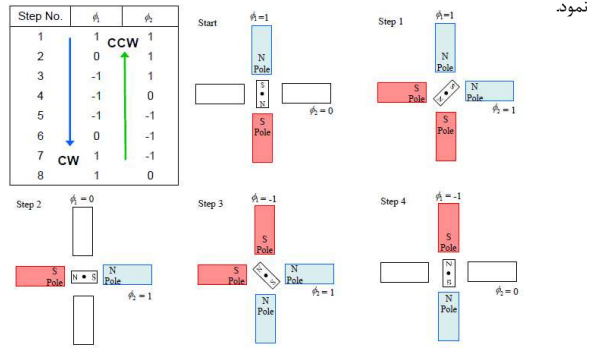 نمود.
Step No. ϕ₁ ϕ₂
1 1 1
2 0 1
3 -1 1
4 -1 0
5 -1 -1
6 0 -1
7 1 -1
8 1 0
CCW
CW
Start
ϕ₁=1
N
Pole
S
N
ϕ₂ = 0
S
Pole
Step 1
ϕ₁=1
N
Pole
S
Pole
S
N
N
Pole
ϕ₂ = 1
S
Pole
Step 2
ϕ₁ = 0
S
Pole
N S
N
Pole
ϕ₂ = 1
Step 3
ϕ₁ = -1
S
Pole
S
Pole
N
S
N
Pole
ϕ₂ = 1
N
Pole
Step 4
ϕ₁ = -1
S
Pole
N
S
ϕ₂ = 0
N
Pole